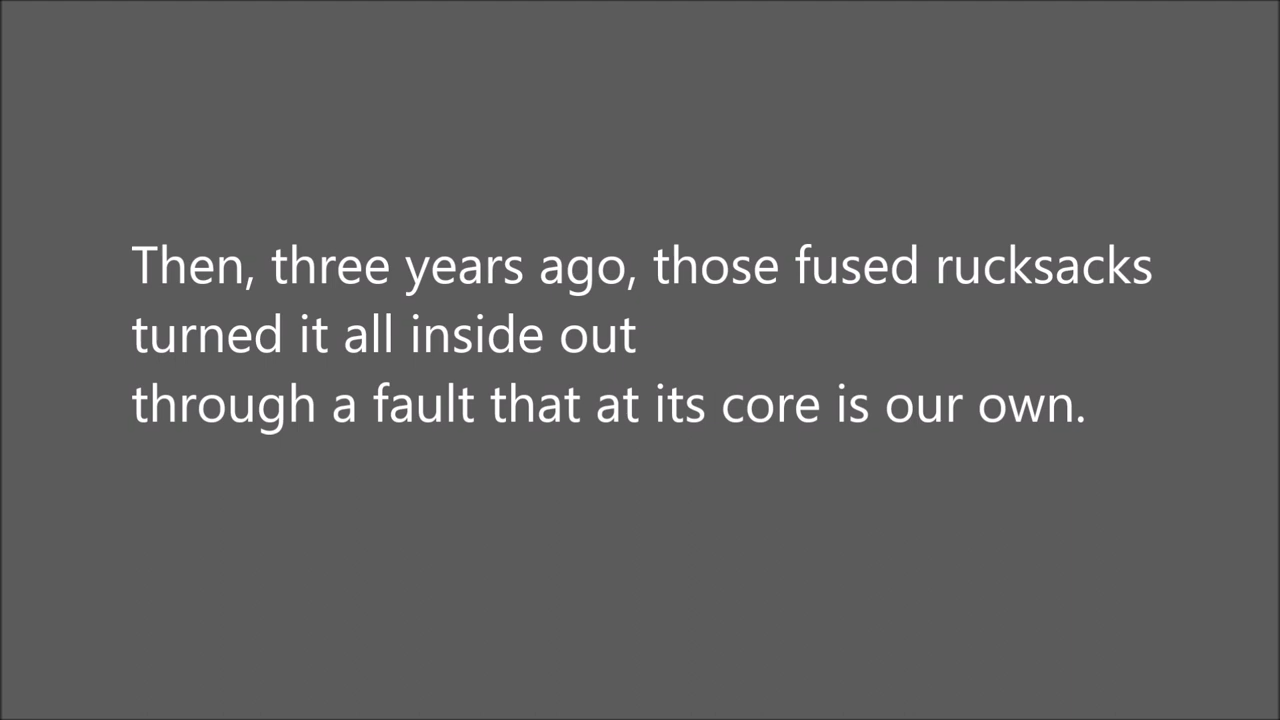 Then, three years ago, those fused rucksacks
turned it all inside out
through a fault that at its core is our own.